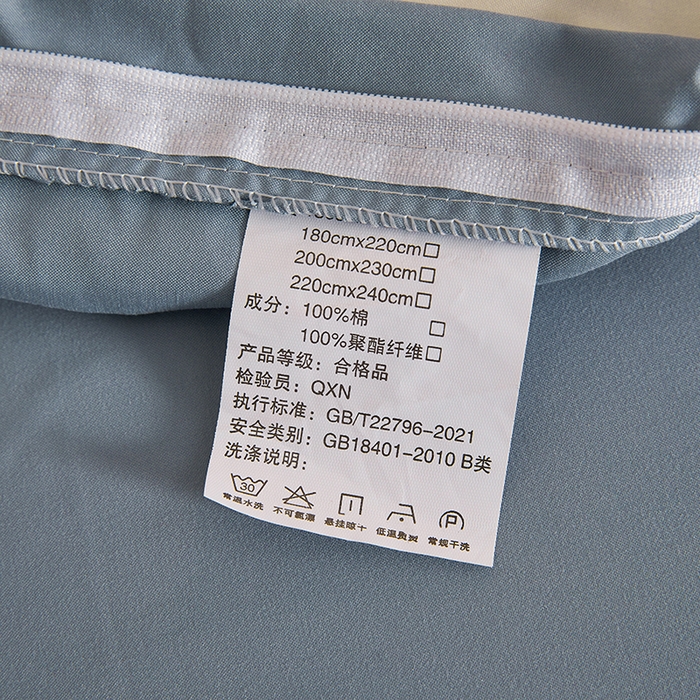 180cmx220cm□
200cmx230cm□
220cmx240cm□
成分：100%棉 □
100%聚酯纤维□
产品等级：合格品
检验员：QXN
执行标准：GB/T22796-2021
安全类别：GB18401-2010 B类
洗涤说明：
30 P
常温水洗 不可氯漂 悬挂晾干 低温熨烫 常规干洗